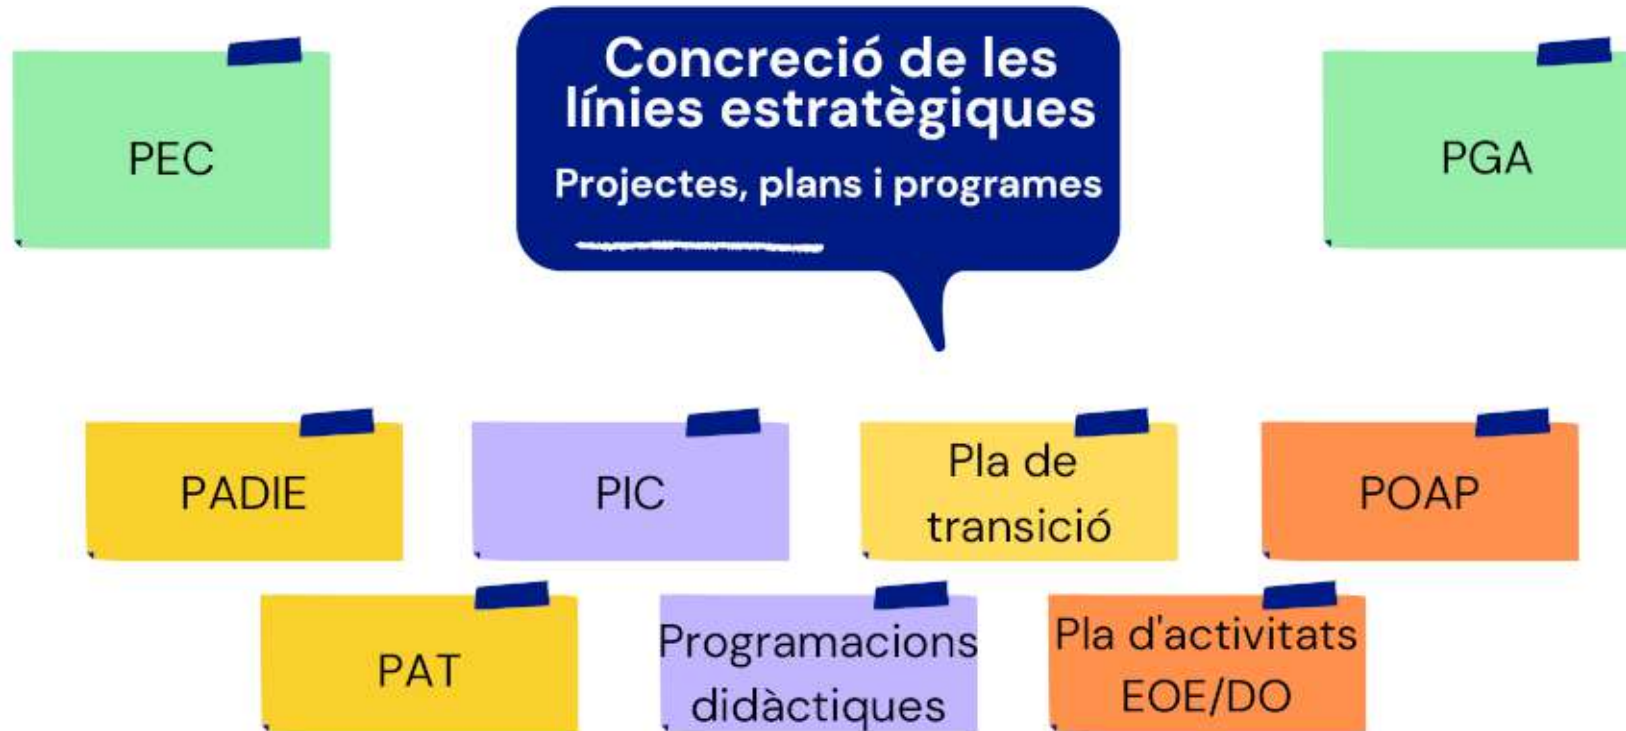 Concreció de les
línies estratègiques
Projectes, plans i programes
PEC
PGA
PADIE
PIC
Pla de
transició
POAP
PAT
Programacions
didàctiques
Pla d'activitats
EOE/DO